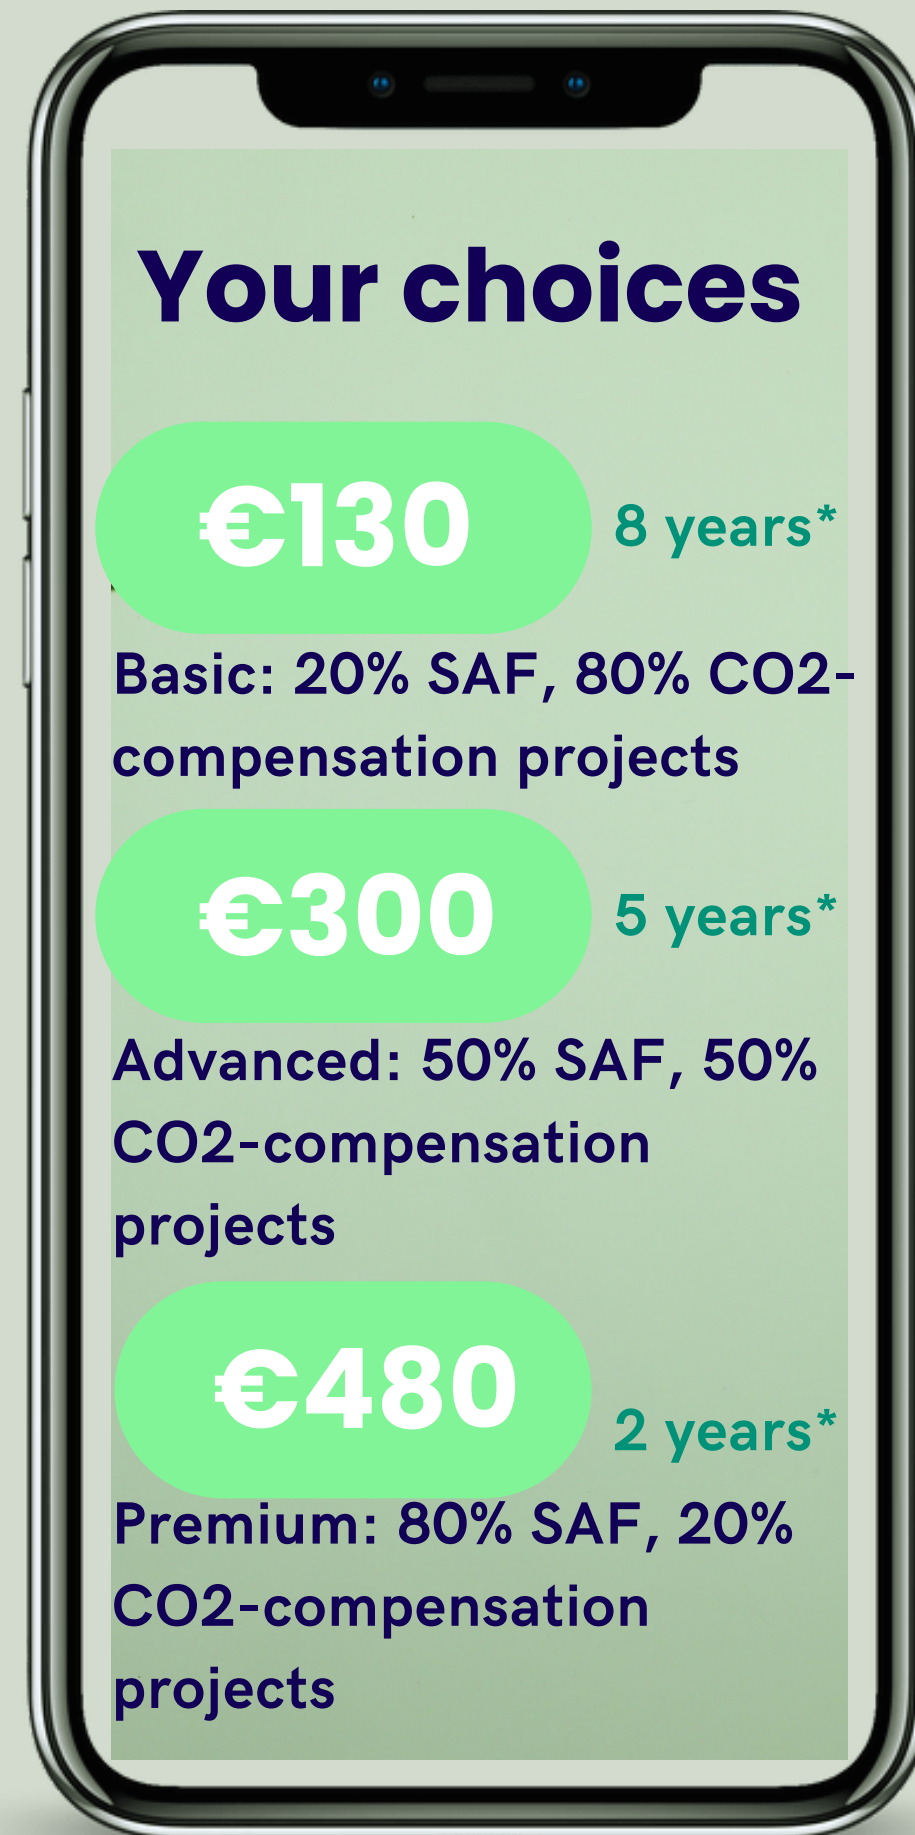 Your choices
€130
8 years*
Basic: 20% SAF, 80% CO2-
compensation projects
€300
5 years*
Advanced: 50% SAF, 50%
CO2-compensation
projects
€480
2 years*
Premium: 80% SAF, 20%
CO2-compensation
projects